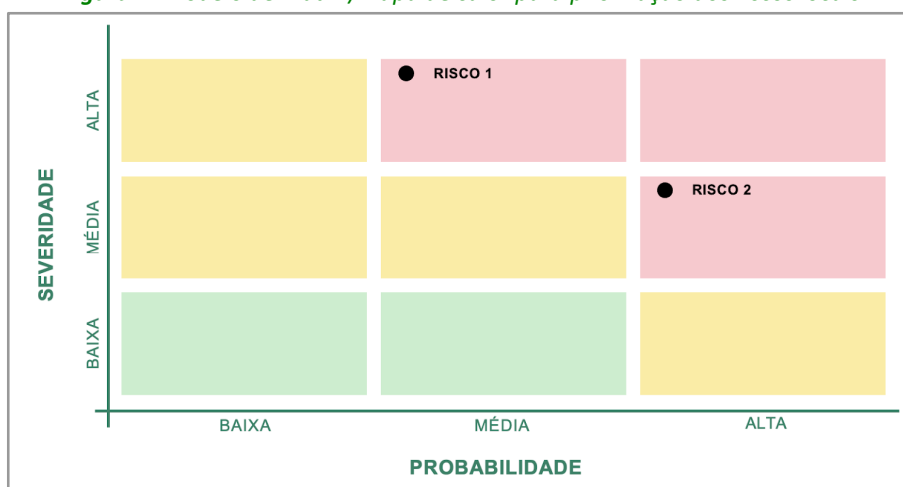 ALTA
RISCO 1
SEVERIDADE
MÉDIA
RISCO 2
BAIXA
BAIXA
MÉDIA
ALTA
PROBABILIDADE